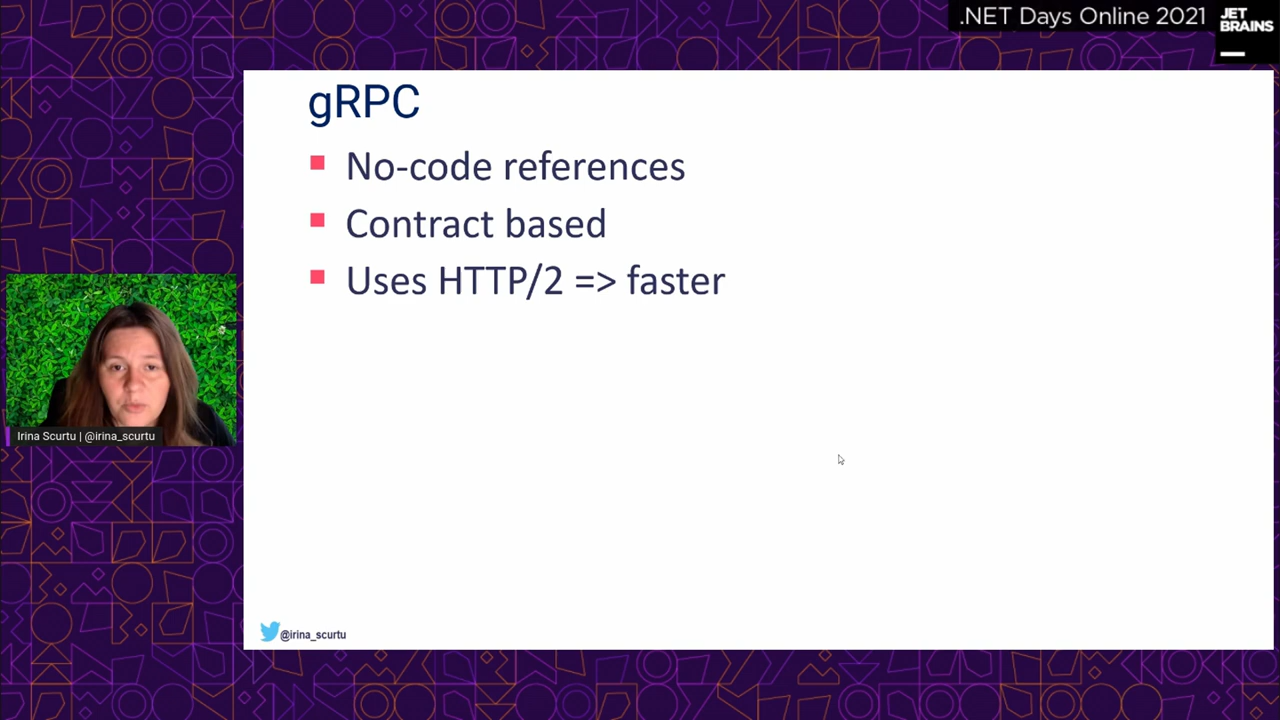 .NET Days Online 2021
JET
BRAINS
gRPC
No-code references
Contract based
Uses HTTP/2 => faster
Irina Scurtu | @irina_scurtu
@irina_scurtu